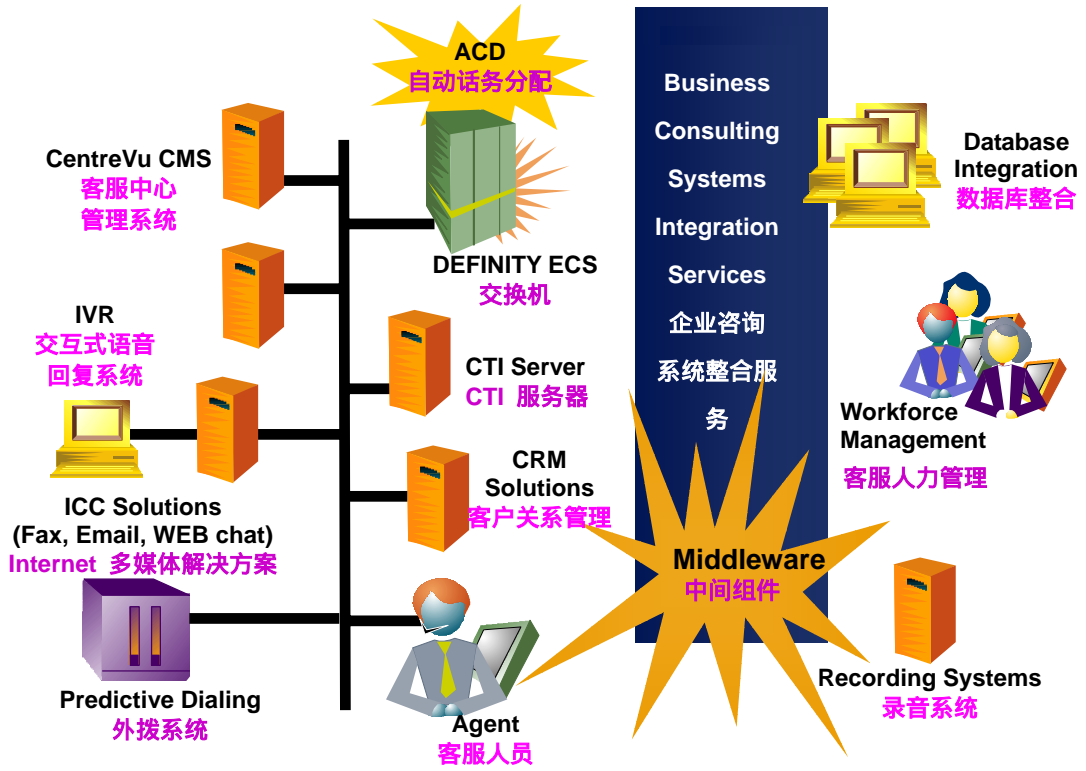 ACD
自动话务分配
CentreVu CMS
客服中心
管理系统
DEFINITY ECS
交换机
IVR
交互式语音
回复系统
CTI Server
CTI 服务器
CRM
Solutions
客户关系管理
ICC Solutions
(Fax, Email, WEB chat)
Internet 多媒体解决方案
Predictive Dialing
外拨系统
Agent
客服人员
Business
Consulting
Systems
Integration
Services
企业咨询
系统整合服
务
Middleware
中间组件
Database
Integration
数据库整合
Workforce
Management
客服人力管理
Recording Systems
录音系统